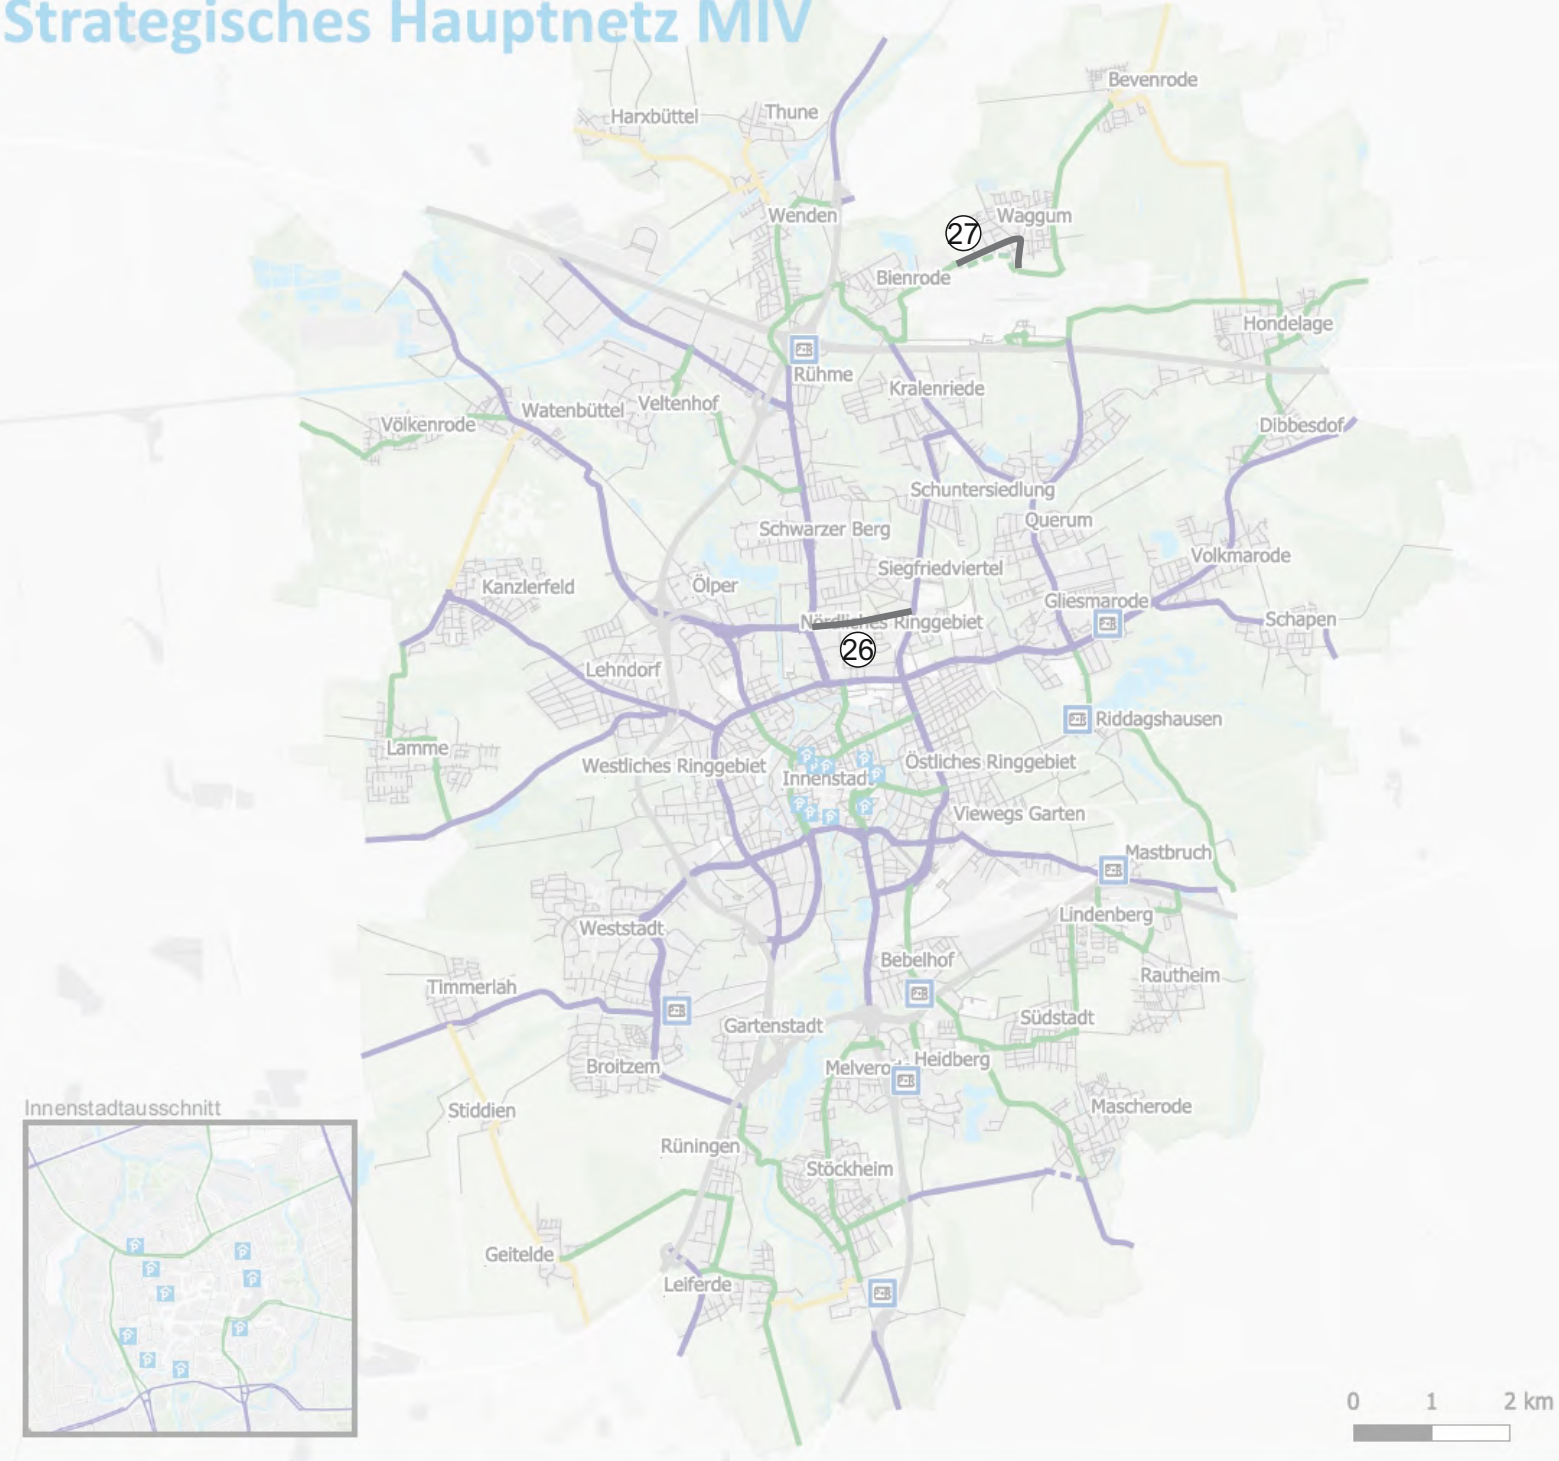 Strategisches Hauptnetz MIV
Bevenrode
Harxbüttel
Thune
Wenden
Waggum
27
Bienrode
Hondelage
Rühme
Kralenriede
Veltenhof
Watenbüttel
Völkenrode
Dibbesdof
Schuntersiedlung
Querum
Schwarzer Berg
Volkmarode
Siegfriedviertel
Kanzlerfeld
Ölper
Gliesmarode
Nördliches Ringgebiet
Schapen
26
Lehndorf
Riddagshausen
Lamme
Westliches Ringgebiet
Östliches Ringgebiet
Innenstad
Viewegs Garten
Mastbruch
Lindenberg
Weststadt
Bebelhof
Rautheim
Timmerlah
Südstadt
Gartenstadt
Heidberg
Broitzem
Melverod
Mascherode
Innenstadtausschnitt
Stiddien
Rüningen
Stöckheim
Geitelde
Leiferde
0 1 2 km